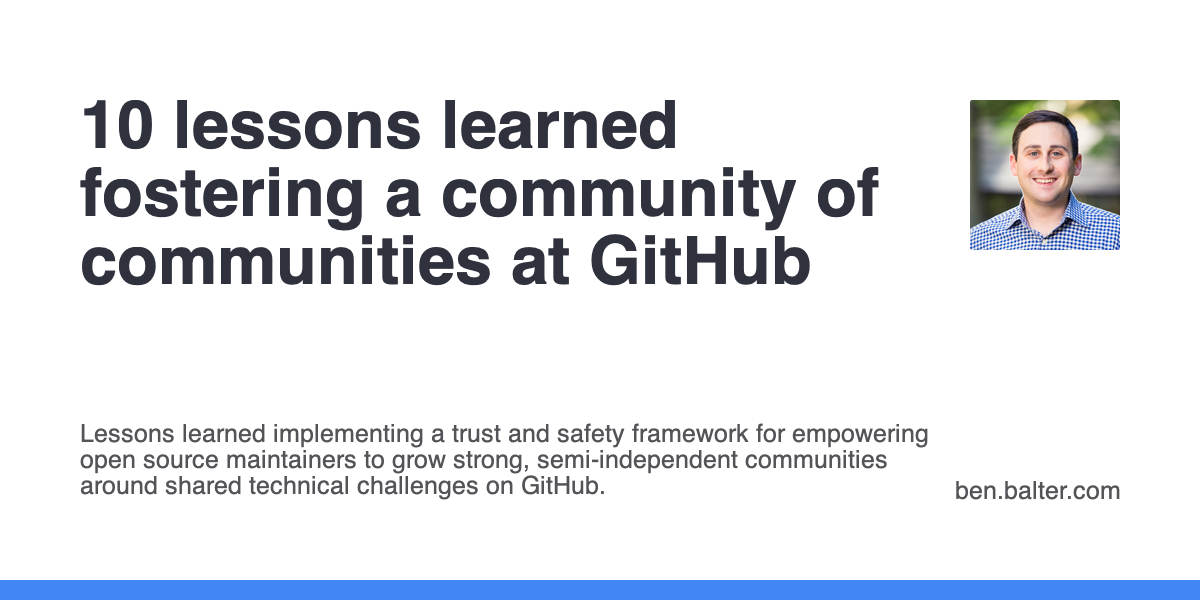 10 lessons learned
fostering a community of
communities at GitHub
Lessons learned implementing a trust and safety framework for empowering
open source maintainers to grow strong, semi-independent communities
around shared technical challenges on GitHub.
ben.balter.com